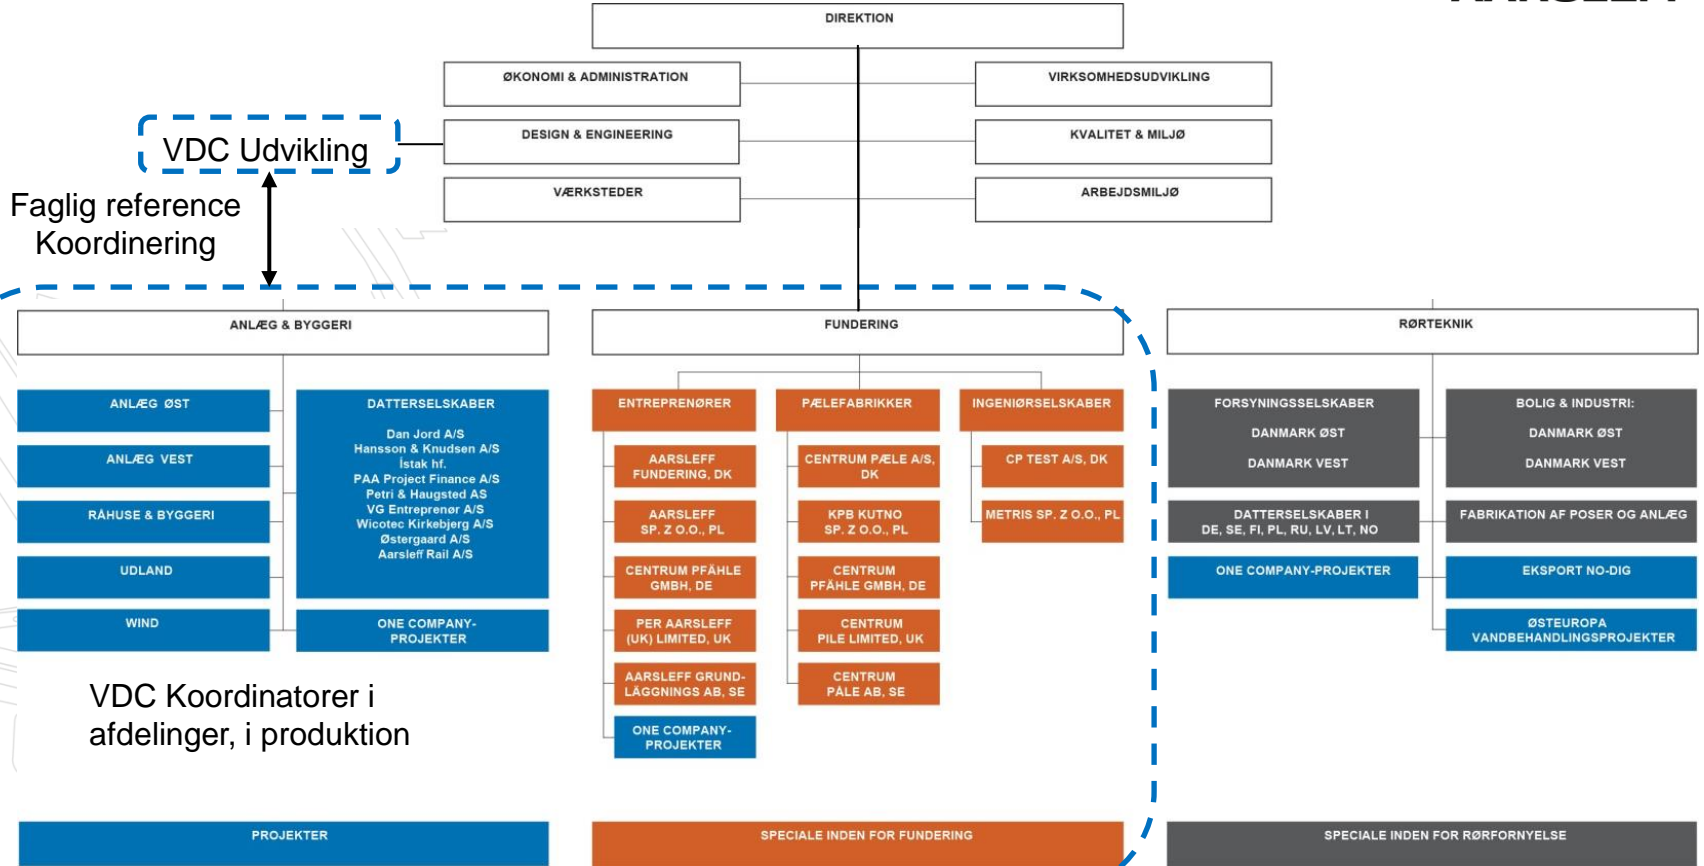 DIREKTION
ØKONOMI & ADMINISTRATION
VIRKSOMHEDSUDVIKLING
VDC Udvikling
DESIGN & ENGINEERING
KVALITET & MILJØ
VÆRKSTEDER
ARBEJDSMILJØ
Faglig reference
Koordinering
ANLÆG & BYGGERI
ANLÆG ØST
ANLÆG VEST
RÅHUSE & BYGGERI
UDLAND
WIND
DATTERSELSKABER
Dan Jord A/S
Hansson & Knudsen A/S
Ístak hf.
PAA Project Finance A/S
Petri & Haugsted AS
VG Entreprenør A/S
Wicotec Kirkebjerg A/S
Østergaard A/S
Aarsleff Rail A/S
ONE COMPANY-
PROJEKTER
VDC Koordinatorer i
afdelinger, i produktion
PROJEKTER
FUNDERING
ENTREPRENØRER
AARSLEFF
FUNDERING, DK
AARSLEFF
SP. Z O.O., PL
CENTRUM PFÄHLE
GMBH, DE
PER AARSLEFF
(UK) LIMITED, UK
AARSLEFF GRUND-
LÄGGNINGS AB, SE
ONE COMPANY-
PROJEKTER
PÆLEFABRIKKER
CENTRUM PÆLE A/S,
DK
KPB KUTNO
SP. Z O.O., PL
CENTRUM
PFÄHLE GMBH, DE
CENTRUM
PILE LIMITED, UK
CENTRUM
PÅLE AB, SE
INGENIØRSELSKABER
CP TEST A/S, DK
METRIS SP. Z O.O., PL
SPECIALE INDEN FOR FUNDERING
RØRTEKNIK
FORSYNINGSSELSKABER
DANMARK ØST
DANMARK VEST
DATTERSELSKABER I
DE, SE, FI, PL, RU, LV, LT, NO
ONE COMPANY-PROJEKTER
BOLIG & INDUSTRI:
DANMARK ØST
DANMARK VEST
FABRIKATION AF POSER OG ANLÆG
EKSPORT NO-DIG
ØSTEUROPA
VANDBEHANDLINGSPROJEKTER
SPECIALE INDEN FOR RØRFORNYELSE